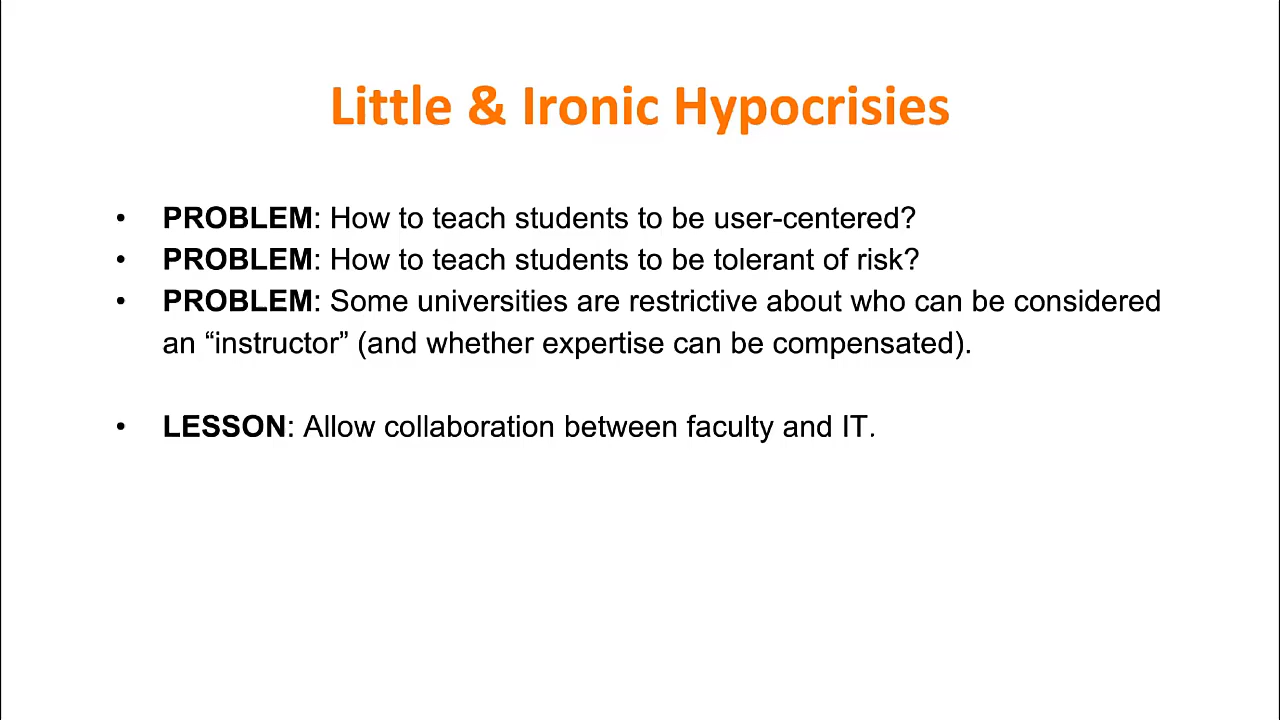 Little & Ironic Hypocrisies
• PROBLEM: How to teach students to be user-centered?
• PROBLEM: How to teach students to be tolerant of risk?
• PROBLEM: Some universities are restrictive about who can be considered
an “instructor” (and whether expertise can be compensated).
• LESSON: Allow collaboration between faculty and IT.